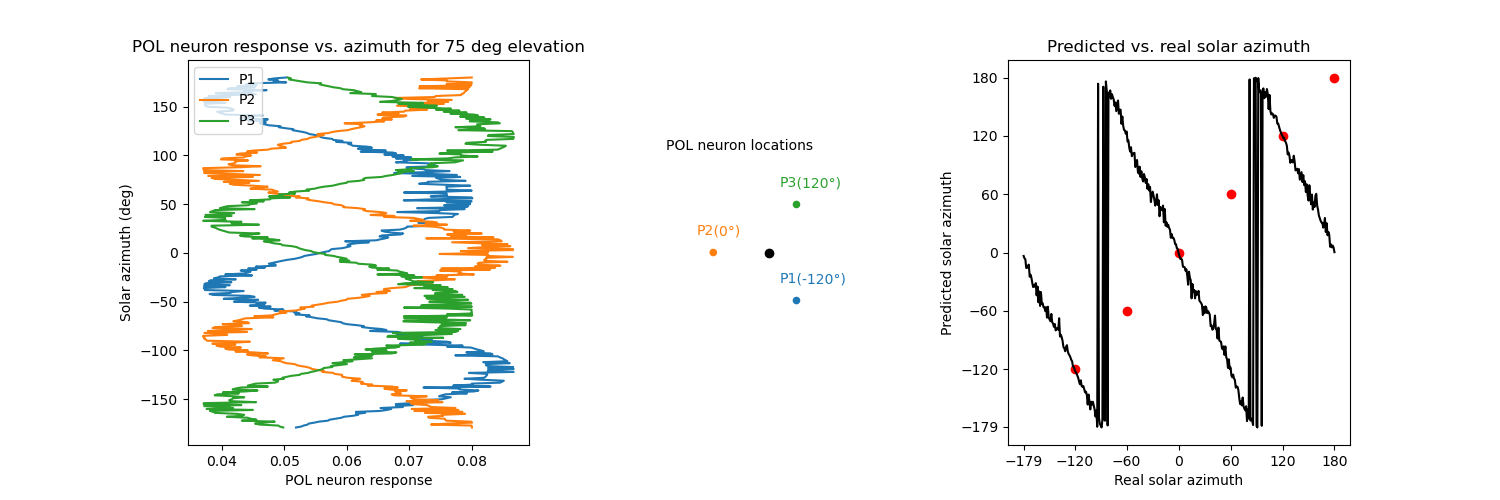 POL neuron response vs. azimuth for 75 deg elevation
P1
P2
P3
150
100
50
0
−50
−100
−150
Solar azimuth (deg)
0.04 0.05 0.06 0.07 0.08
POL neuron response
POL neuron locations
P3(120°)
P2(0°)
P1(-120°)
Predicted vs. real solar azimuth
180
120
60
0
−60
−120
−179
Predicted solar azimuth
−179 −120 −60 0 60 120 180
Real solar azimuth